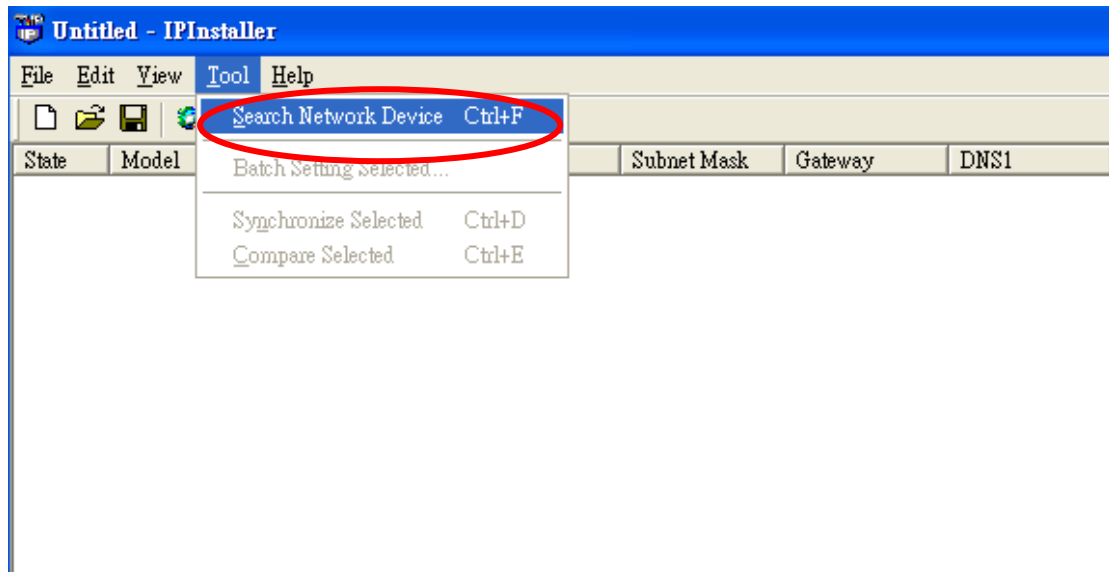 Untitled - IPInstaller
File Edit View Tool Help
Search Network Device Ctrl+F
State Model Subnet Mask Gateway DNS1
Batch Setting Selected...
Synchronize Selected Ctrl+D
Compare Selected Ctrl+E